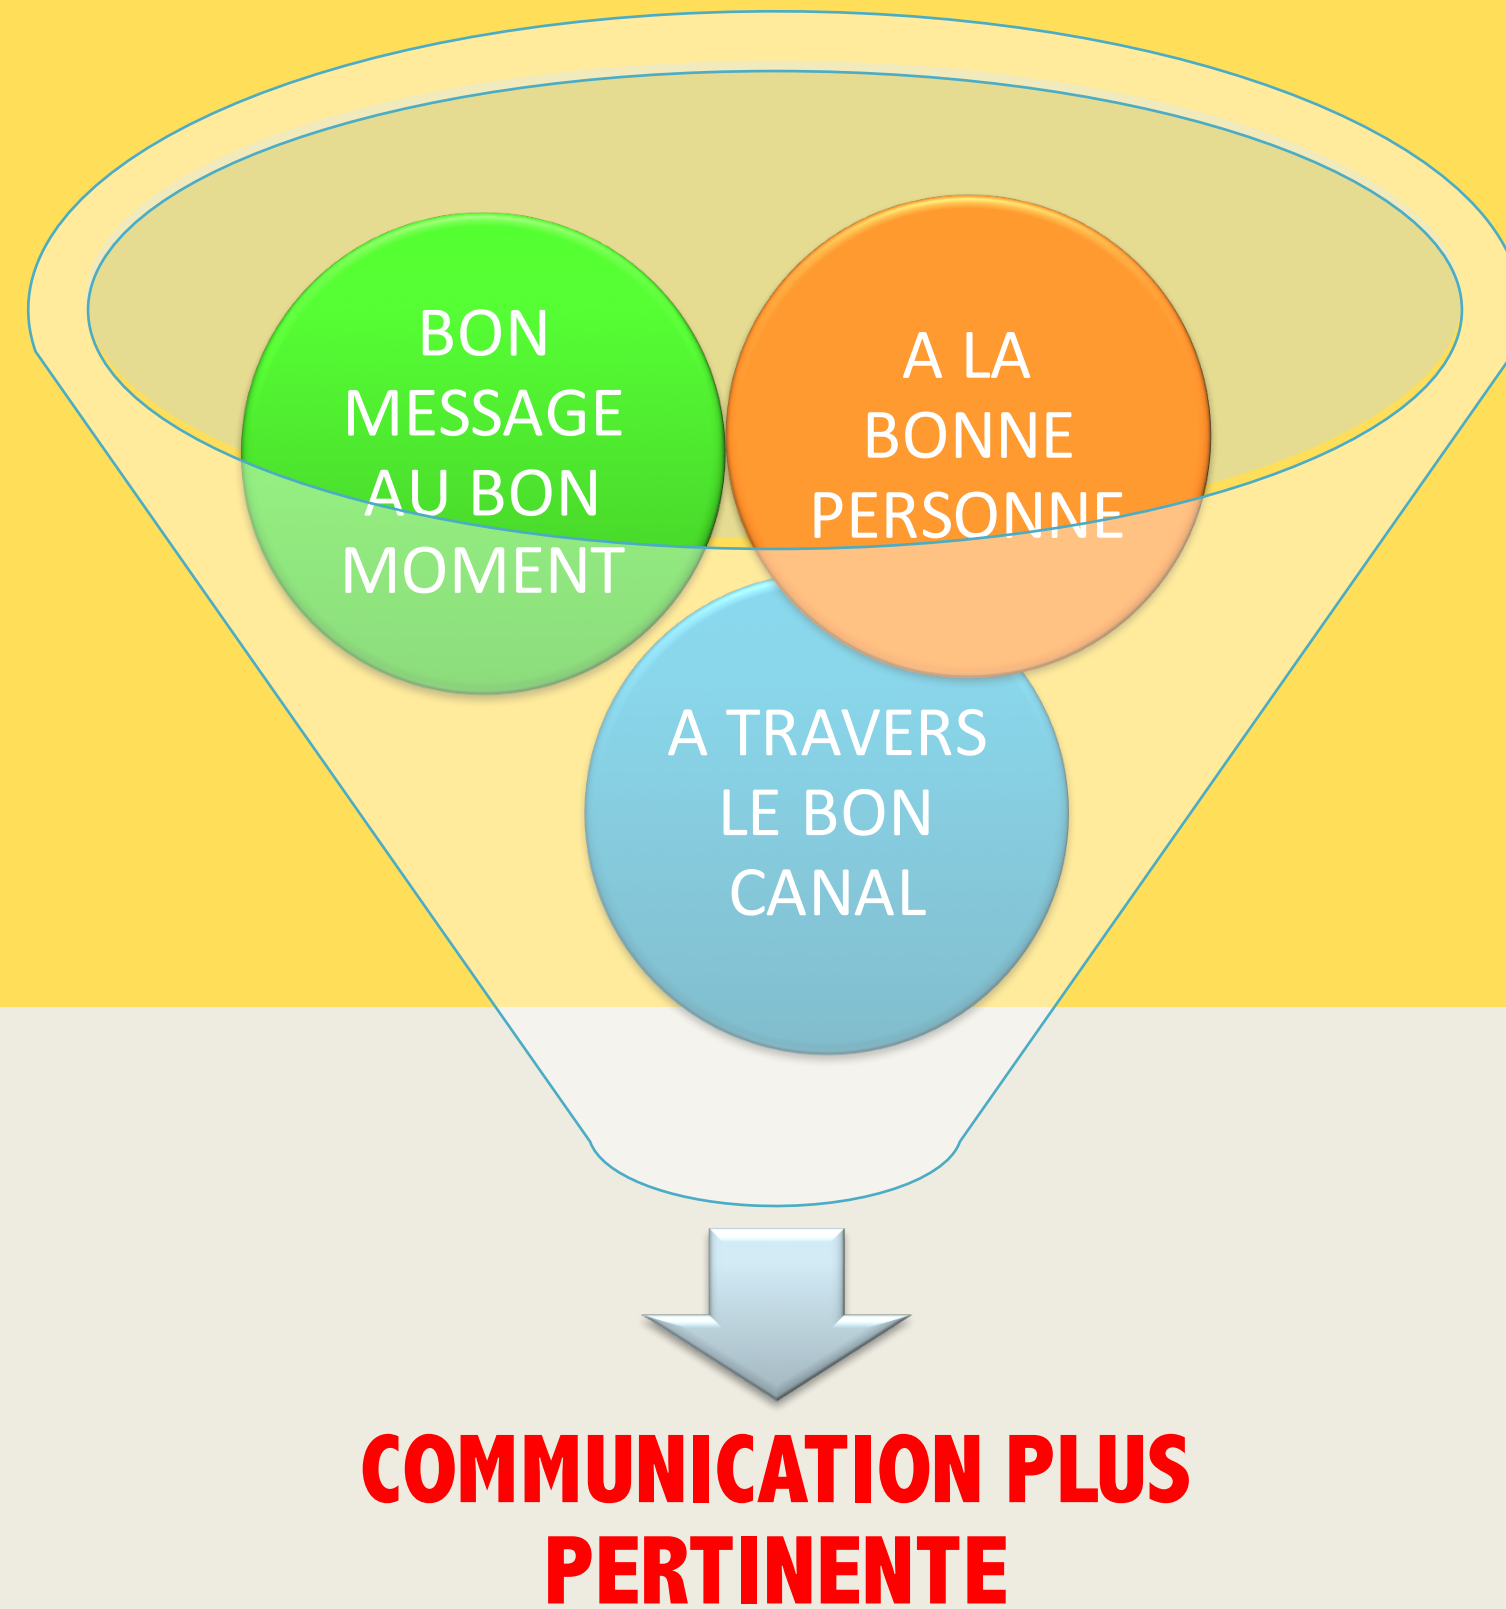 BON
MESSAGE
AU BON
MOMENT
A LA
BONNE
PERSONNE
A TRAVERS
LE BON
CANAL
COMMUNICATION PLUS
PERTINENTE